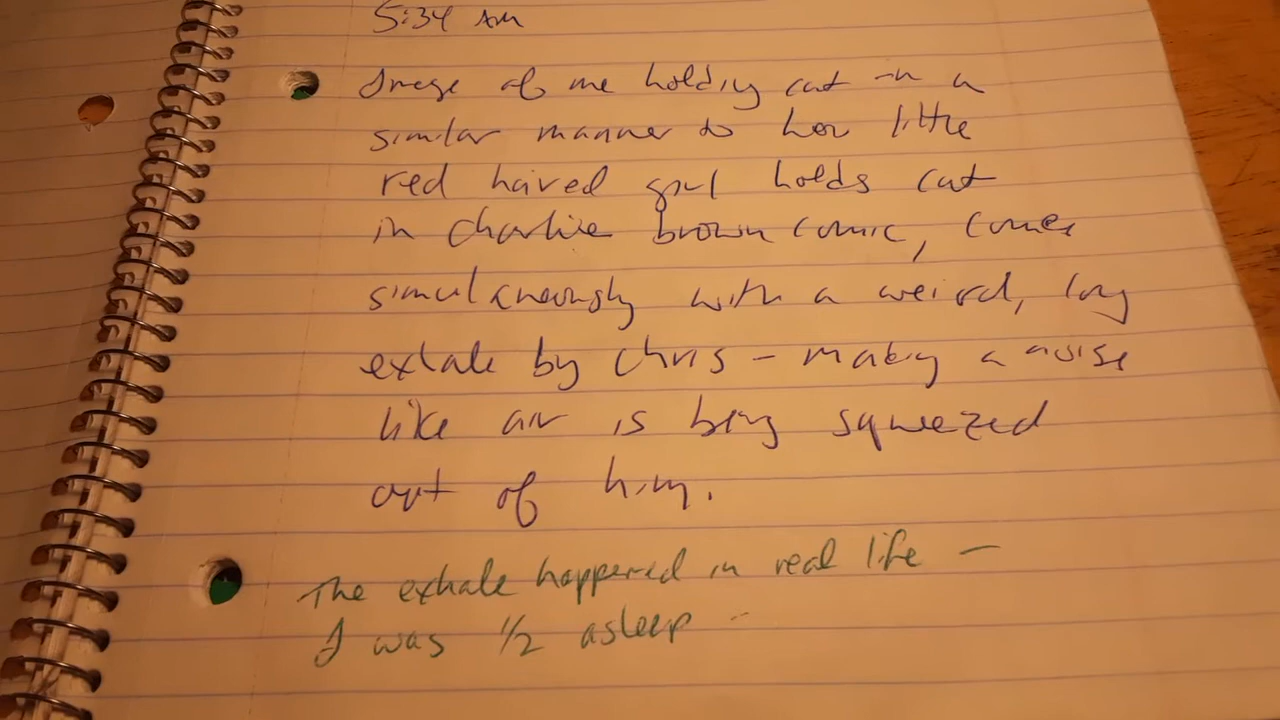 5:34 AM
Image of me holding cat in a
similar manner to how little
red haired girl holds cat
in charlie brown comic, comes
simultaneously with a weird, long
exhale by chris - making a noise
like air is being squeezed
out of him.
The exhale happened in real life -
I was 1/2 asleep -